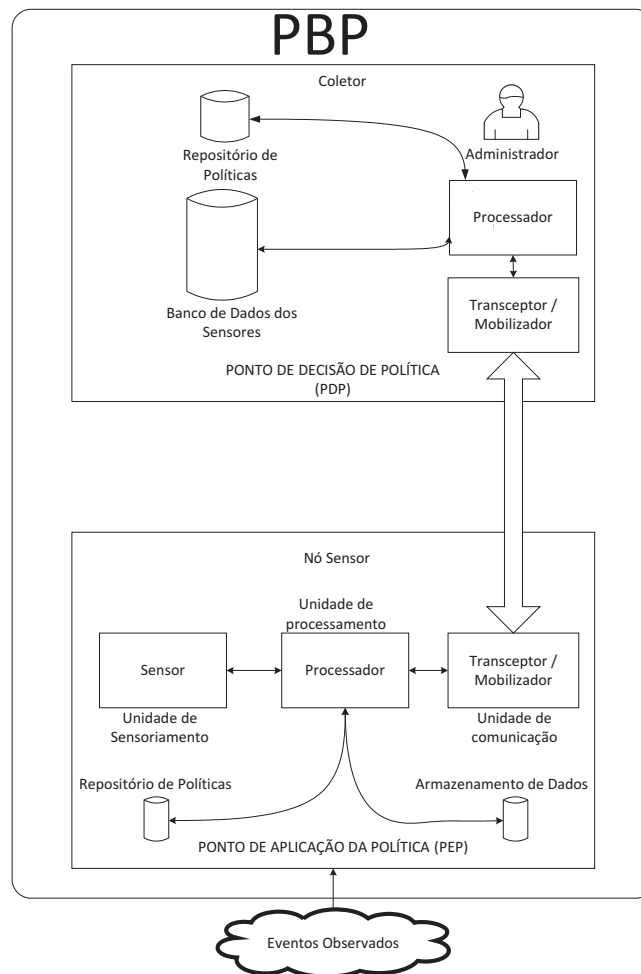 PBP
Coletor
Repositório de
Políticas
Administrador
Processador
Banco de Dados dos
Sensores
Transceptor /
Mobilizador
PONTO DE DECISÃO DE POLÍTICA
(PDP)
Nó Sensor
Unidade de
processamento
Sensor
Processador
Transceptor /
Mobilizador
Unidade de
Sensoriamento
Unidade de
comunicação
Repositório de Políticas
Armazenamento de Dados
PONTO DE APLICAÇÃO DA POLÍTICA (PEP)
Eventos Observados